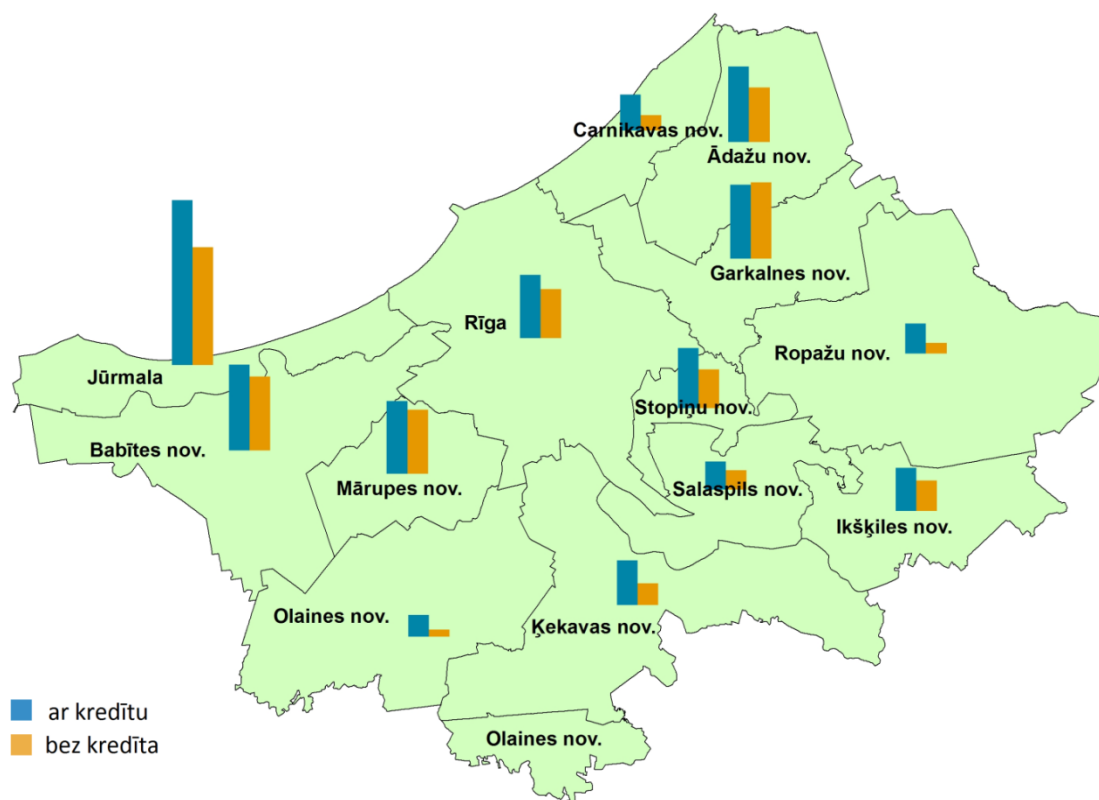 Carnikavas nov.
Ādažu nov.
Garkalnes nov.
Rīga
Ropažu nov.
Jūrmala
Stopiņu nov.
Babītes nov.
Mārupes nov.
Salaspils nov.
Ikšķiles nov.
Olaines nov.
Ķekavas nov.
ar kredītu
bez kredīta
Olaines nov.